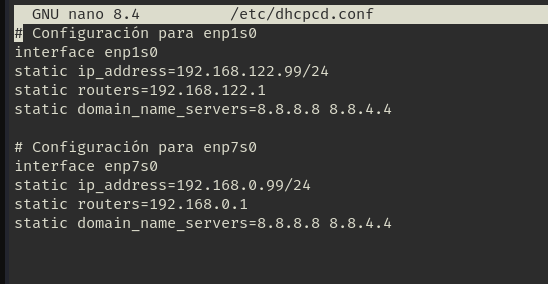 GNU nano 8.4 /etc/dhcpcd.conf
# Configuración para enp1s0
interface enp1s0
static ip_address=192.168.122.99/24
static routers=192.168.122.1
static domain_name_servers=8.8.8.8 8.8.4.4
# Configuración para enp7s0
interface enp7s0
static ip_address=192.168.0.99/24
static routers=192.168.0.1
static domain_name_servers=8.8.8.8 8.8.4.4